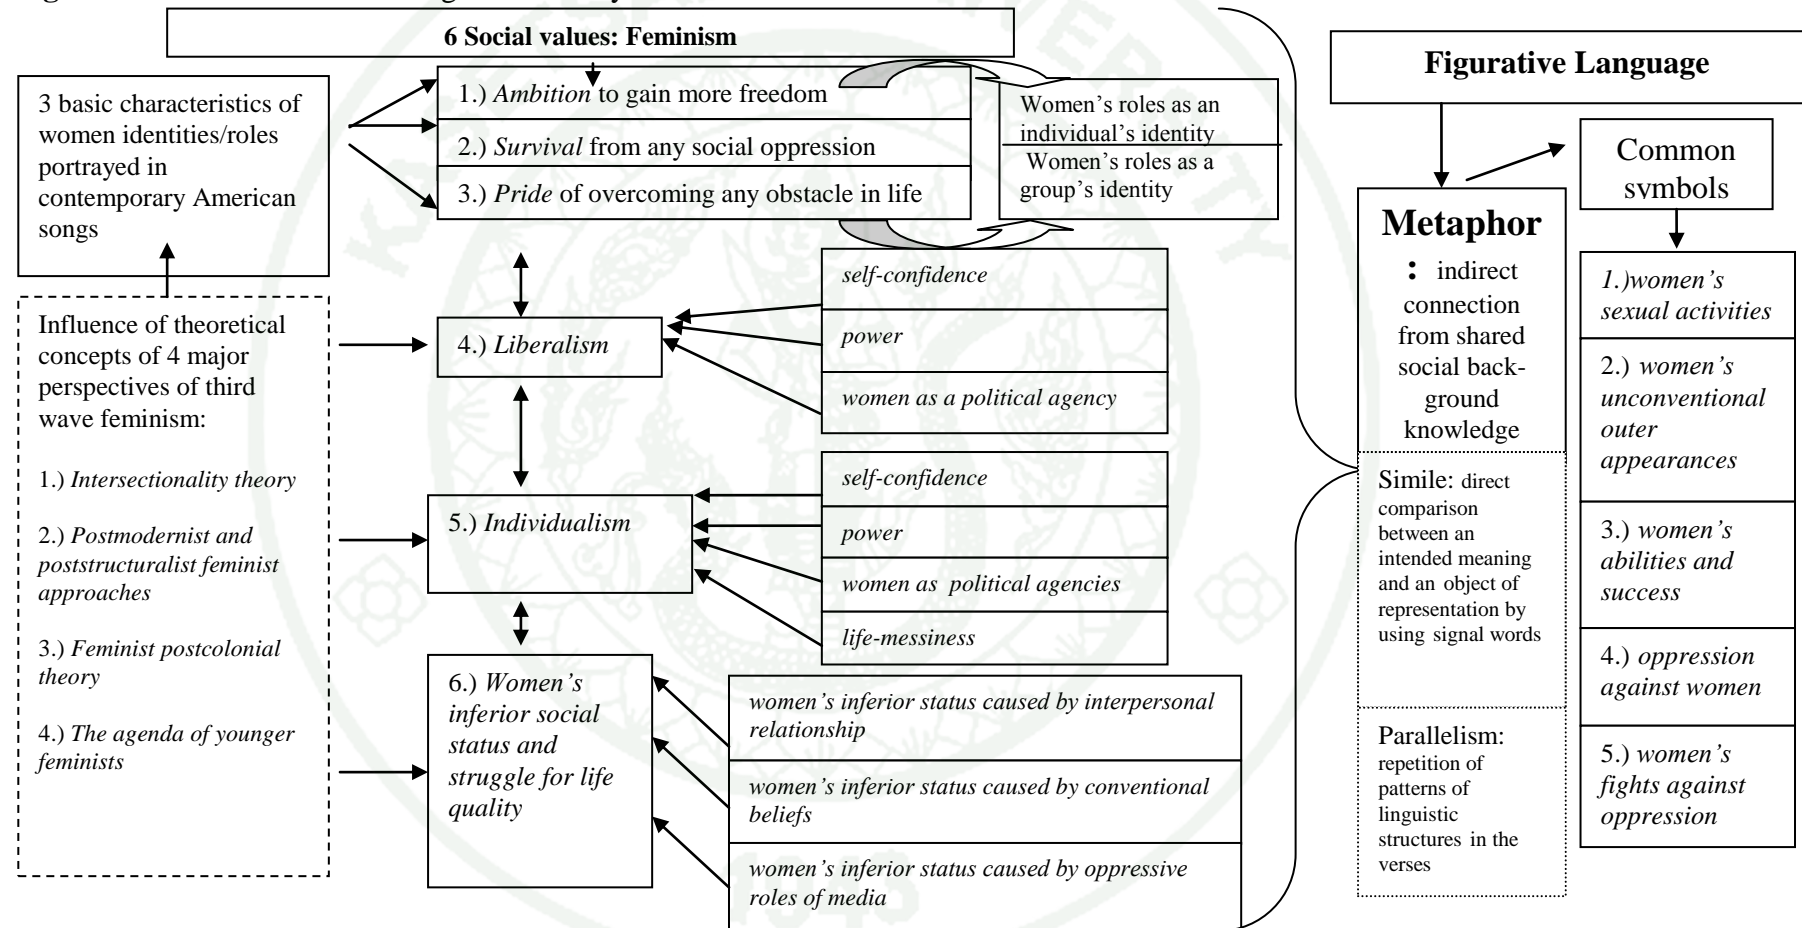 6 Social values: Feminism
3 basic characteristics of
women identities/roles
portrayed in
contemporary American
songs
1.) Ambition to gain more freedom
2.) Survival from any social oppression
3.) Pride of overcoming any obstacle in life
Women’s roles as an
individual’s identity
Women’s roles as a
group’s identity
Influence of theoretical
concepts of 4 major
perspectives of third
wave feminism:
1.) Intersectionality theory
2.) Postmodernist and
poststructuralist feminist
approaches
3.) Feminist postcolonial
theory
4.) The agenda of younger
feminists
4.) Liberalism
self-confidence
power
women as a political agency
5.) Individualism
self-confidence
power
women as political agencies
life-messiness
6.) Women’s
inferior social
status and
struggle for life
quality
women’s inferior status caused by interpersonal
relationship
women’s inferior status caused by conventional
beliefs
women’s inferior status caused by oppressive
roles of media
Figurative Language
Metaphor
: indirect
connection
from shared
social back-
ground
knowledge
Simile: direct
comparison
between an
intended meaning
and an object of
representation by
using signal words
Parallelism:
repetition of
patterns of
linguistic
structures in the
verses
Common
symbols
1.)women’s
sexual activities
2.) women’s
unconventional
outer
appearances
3.) women’s
abilities and
success
4.) oppression
against women
5.) women’s
fights against
oppression
1943